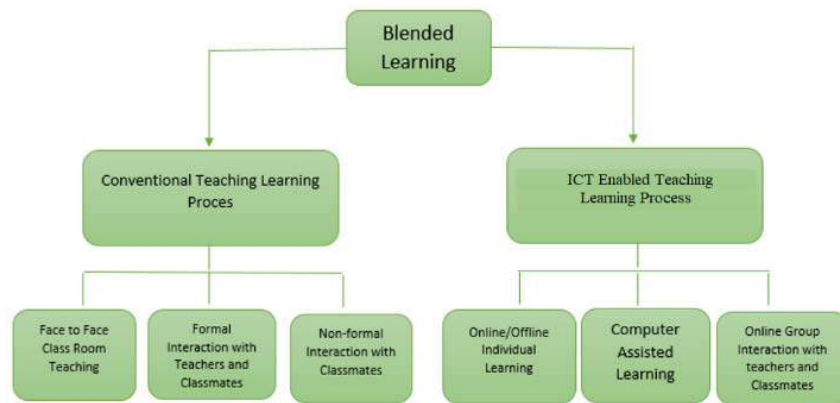 Blended
Learning
Conventional Teaching Learning
Proces
ICT Enabled Teaching
Learning Process
Face to Face
Class Room
Teaching
Formal
Interaction with
Teachers and
Classmates
Non-formal
Interaction with
Classmates
Online/Offline
Individual
Learning
Computer
Assisted
Learning
Online Group
Interaction with
teachers and
Classmates